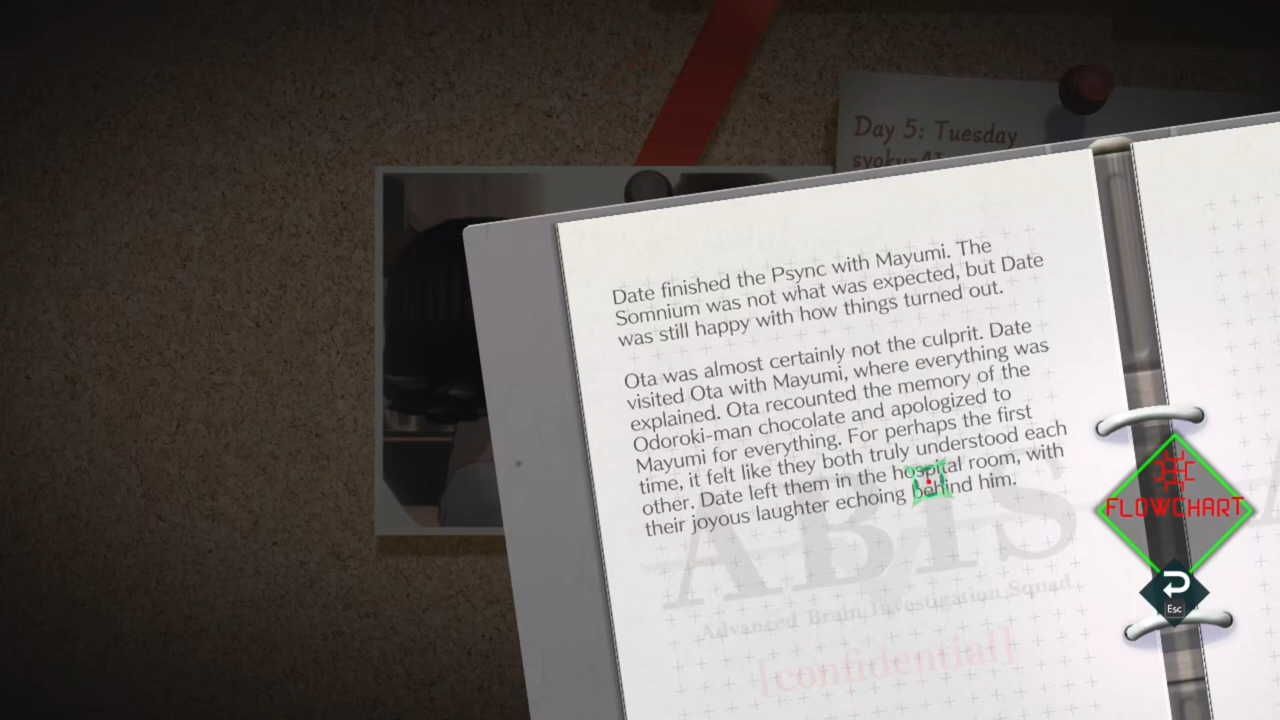 Day 5: Tuesday
Date finished the Psync with Mayumi. The
Somnium was not what was expected, but Date
was still happy with how things turned out.
Ota was almost certainly not the culprit. Date
visited Ota with Mayumi, where everything was
explained. Ota recounted the memory of the
Odoroki-man chocolate and apologized to
Mayumi for everything. For perhaps the first
time, it felt like they both truly understood each
other. Date left them in the hospital room, with
their joyous laughter echoing behind him.
ABIS
Advanced Brain Investigation Squad
[confidential]
FLOWCHART
Esc